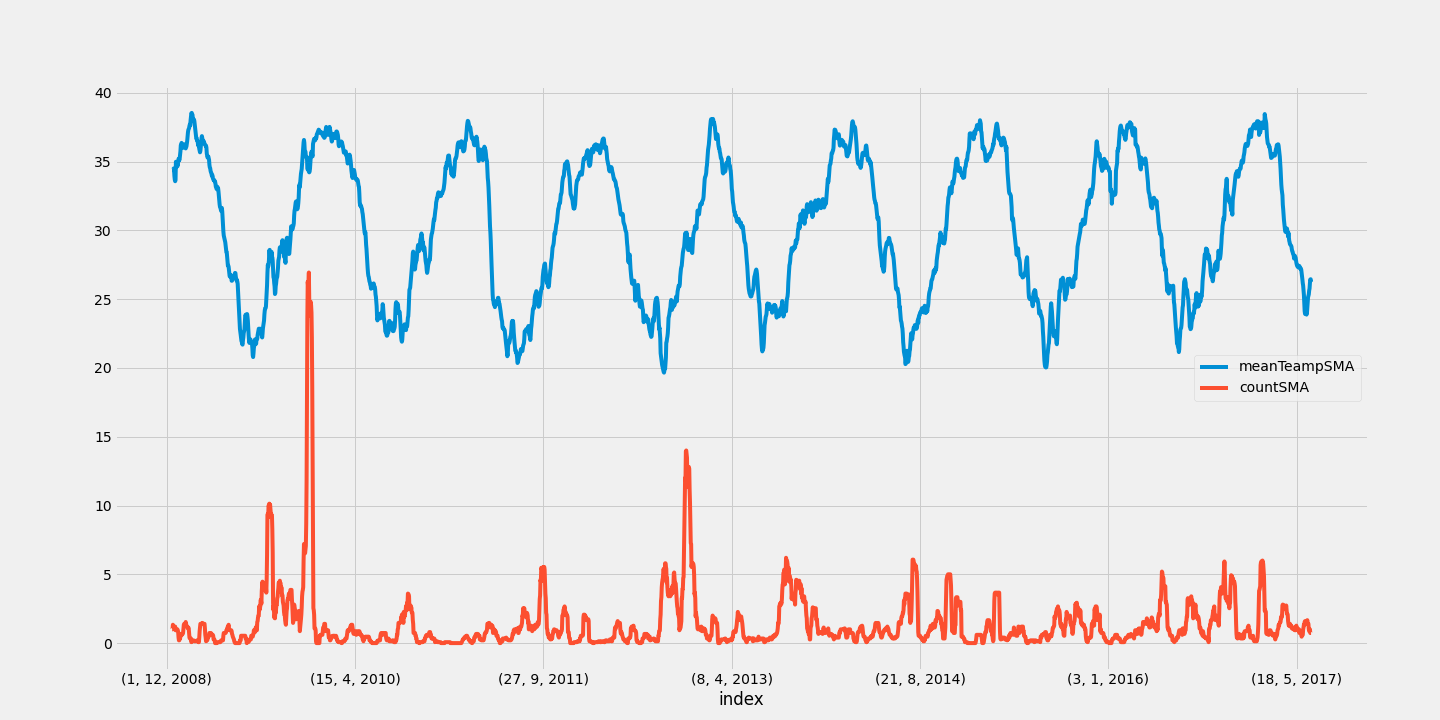 40
35
30
25
20
15
10
5
0
meanTeampSMA
countSMA
(1, 12, 2008) (15, 4, 2010) (27, 9, 2011) (8, 4, 2013) (21, 8, 2014) (3, 1, 2016) (18, 5, 2017)
index